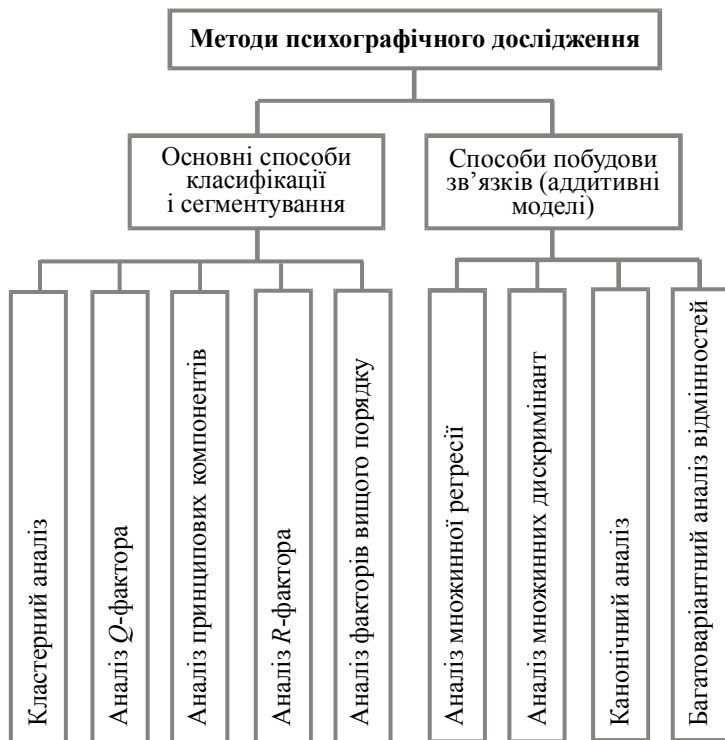 Методи психографічного дослідження
Основні способи
класифікації
і сегментування
Способи побудови
зв’язків (аддитивні
моделі)
Кластерний аналіз
Аналіз Q-фактора
Аналіз принципових компонентів
Аналіз R-фактора
Аналіз факторів вищого порядку
Аналіз множинної регресії
Аналіз множинних дискримінант
Канонічний аналіз
Багатоваріантний аналіз відмінностей